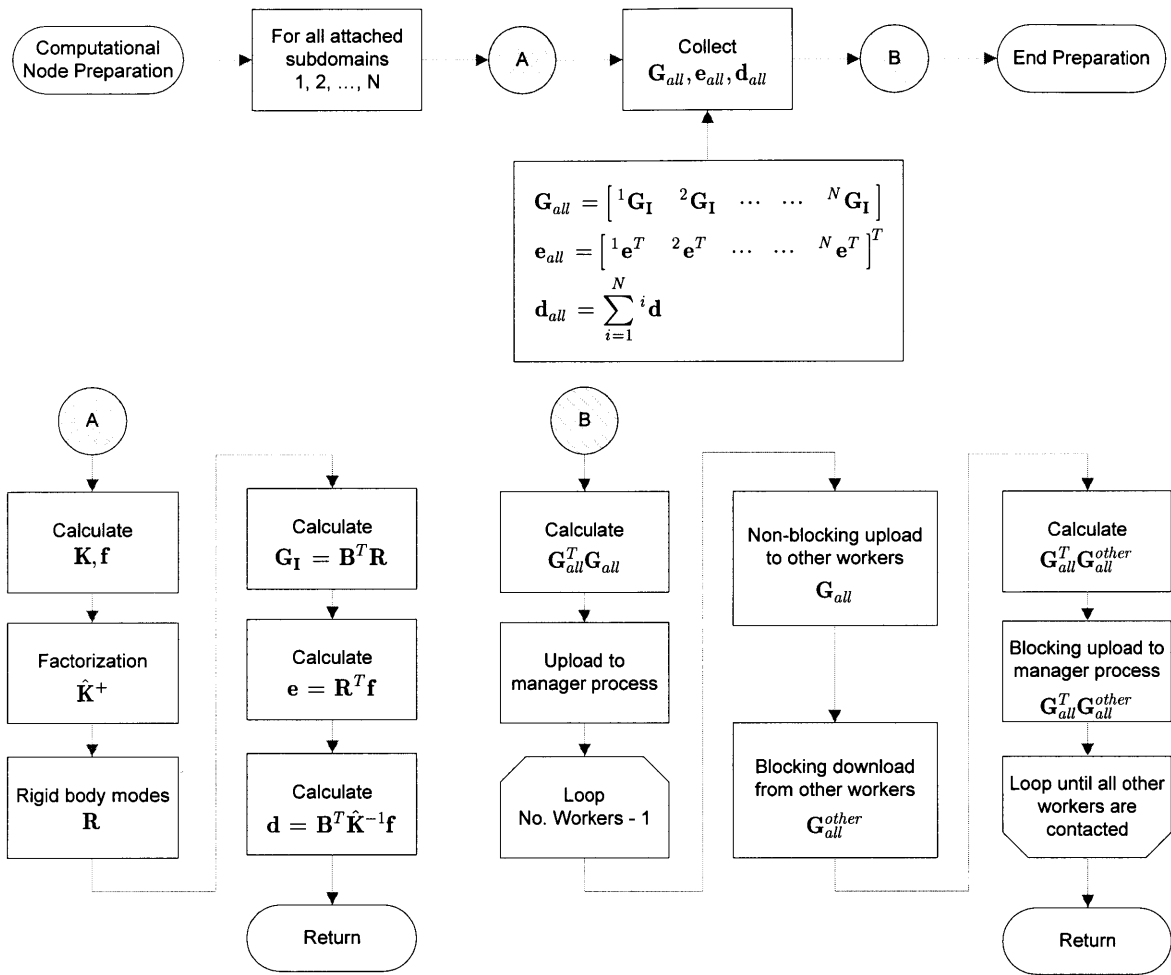 Computational
Node Preparation
For all attached
subdomains
1, 2, ..., N
A
Collect
G_all, e_all, d_all
B
End Preparation
G_all = [ ^1G_I ^2G_I ... ... ^NG_I ]
e_all = [ ^1e^T ^2e^T ... ... ^Ne^T ]^T
d_all = \sum_{i=1}^{N} ^id
A
Calculate
K, f
Factorization
K̂^+
Rigid body modes
R
Calculate
G_I = B^T R
Calculate
e = R^T f
Calculate
d = B^T K̂^{-1} f
Return
B
Calculate
G_all^T G_all
Upload to
manager process
Loop
No. Workers - 1
Non-blocking upload
to other workers
G_all
Blocking download
from other workers
G_all^other
Calculate
G_all^T G_all^other
Blocking upload to
manager process
G_all^T G_all^other
Loop until all other
workers are
contacted
Return